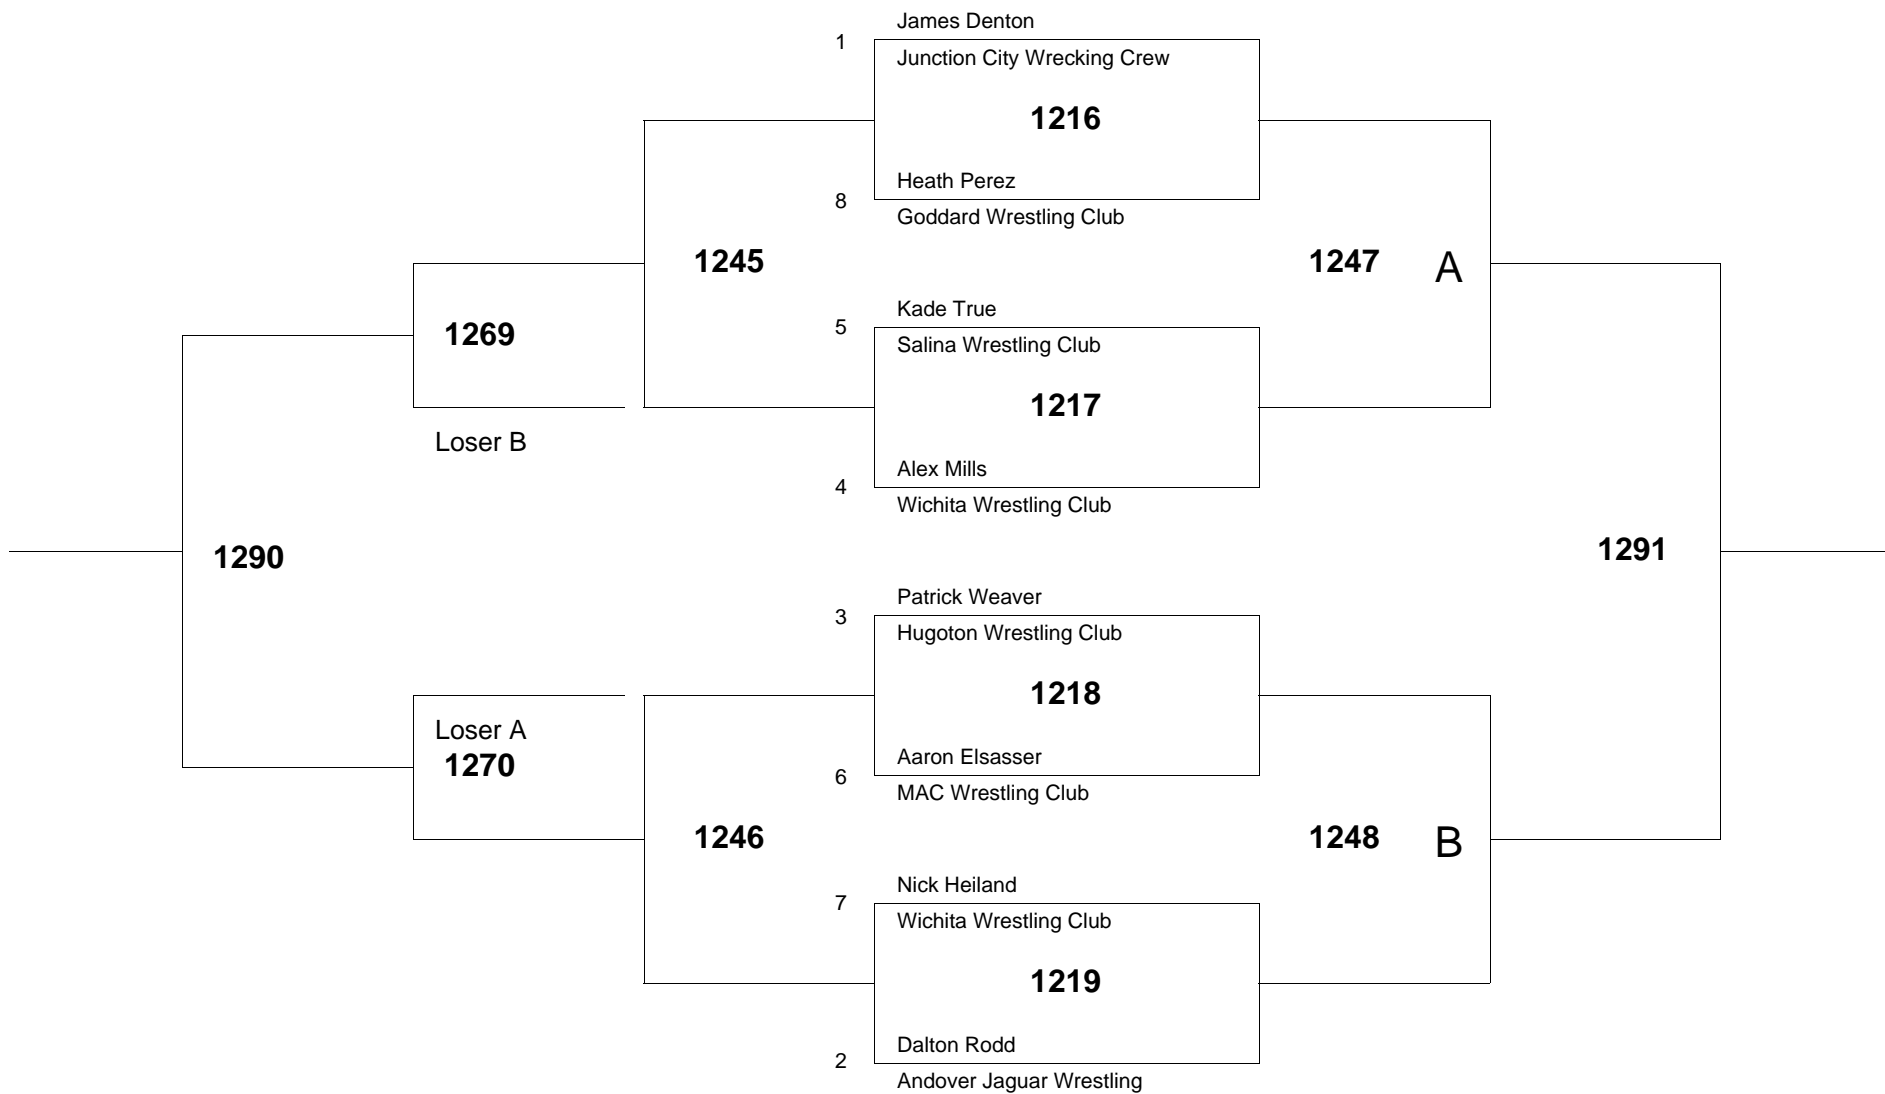 James Denton
1
Junction City Wrecking Crew
1216
Heath Perez
8
Goddard Wrestling Club
1245
1247
A
Kade True
5
Salina Wrestling Club
1269
1217
Loser B
Alex Mills
4
Wichita Wrestling Club
1290
1291
Patrick Weaver
3
Hugoton Wrestling Club
1218
Loser A
1270
Aaron Elsasser
6
MAC Wrestling Club
1246
1248
B
Nick Heiland
7
Wichita Wrestling Club
1219
Dalton Rodd
2
Andover Jaguar Wrestling